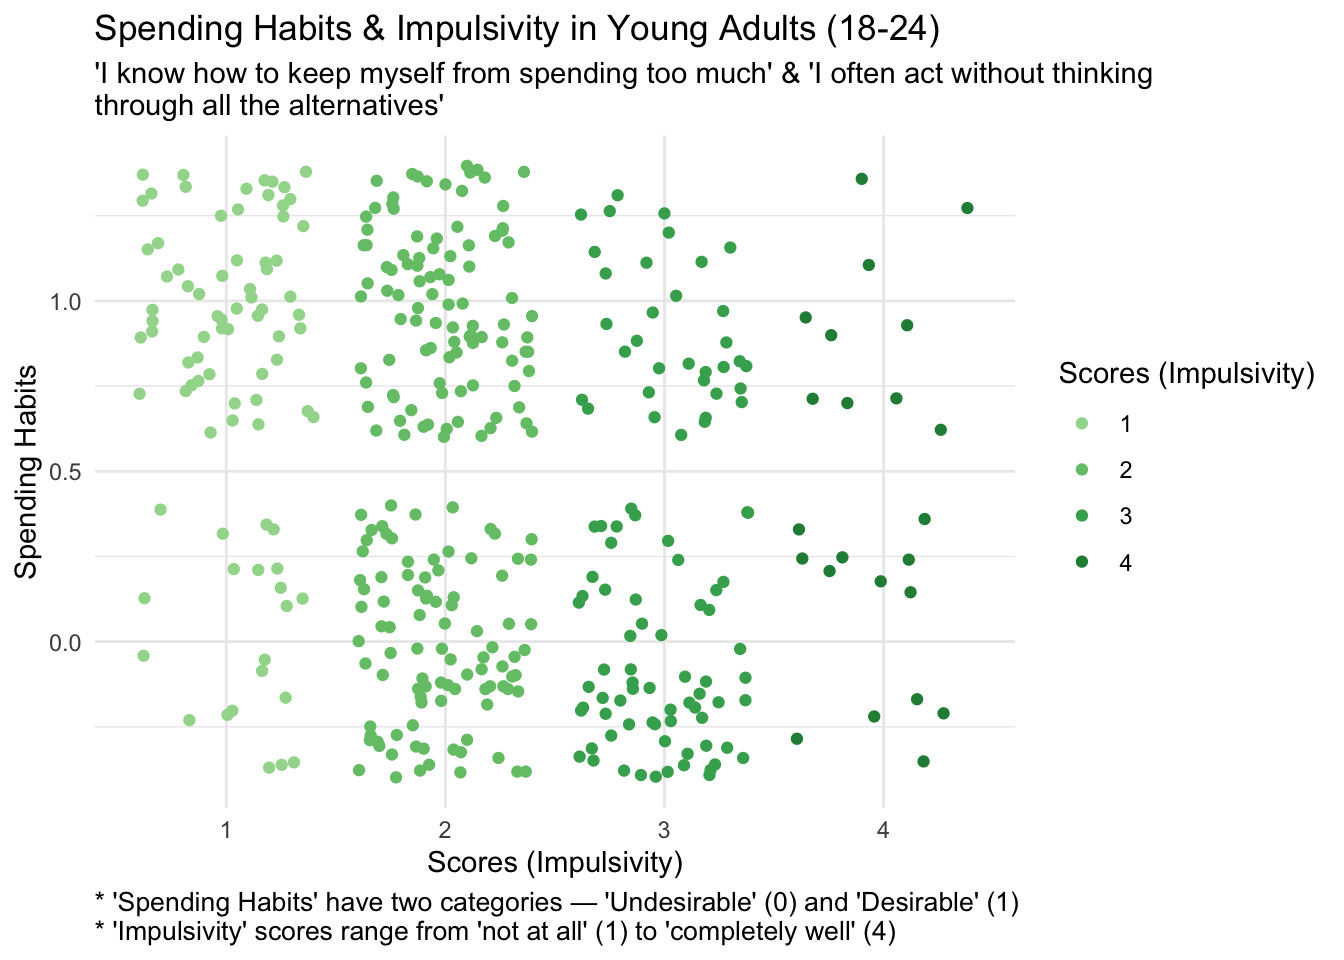 Spending Habits & Impulsivity in Young Adults (18-24)
'I know how to keep myself from spending too much' & 'I often act without thinking
through all the alternatives'
Spending Habits
1.0
0.5
0.0
1
2
3
4
Scores (Impulsivity)
Scores (Impulsivity)
1
2
3
4
* 'Spending Habits' have two categories — 'Undesirable' (0) and 'Desirable' (1)
* 'Impulsivity' scores range from 'not at all' (1) to 'completely well' (4)